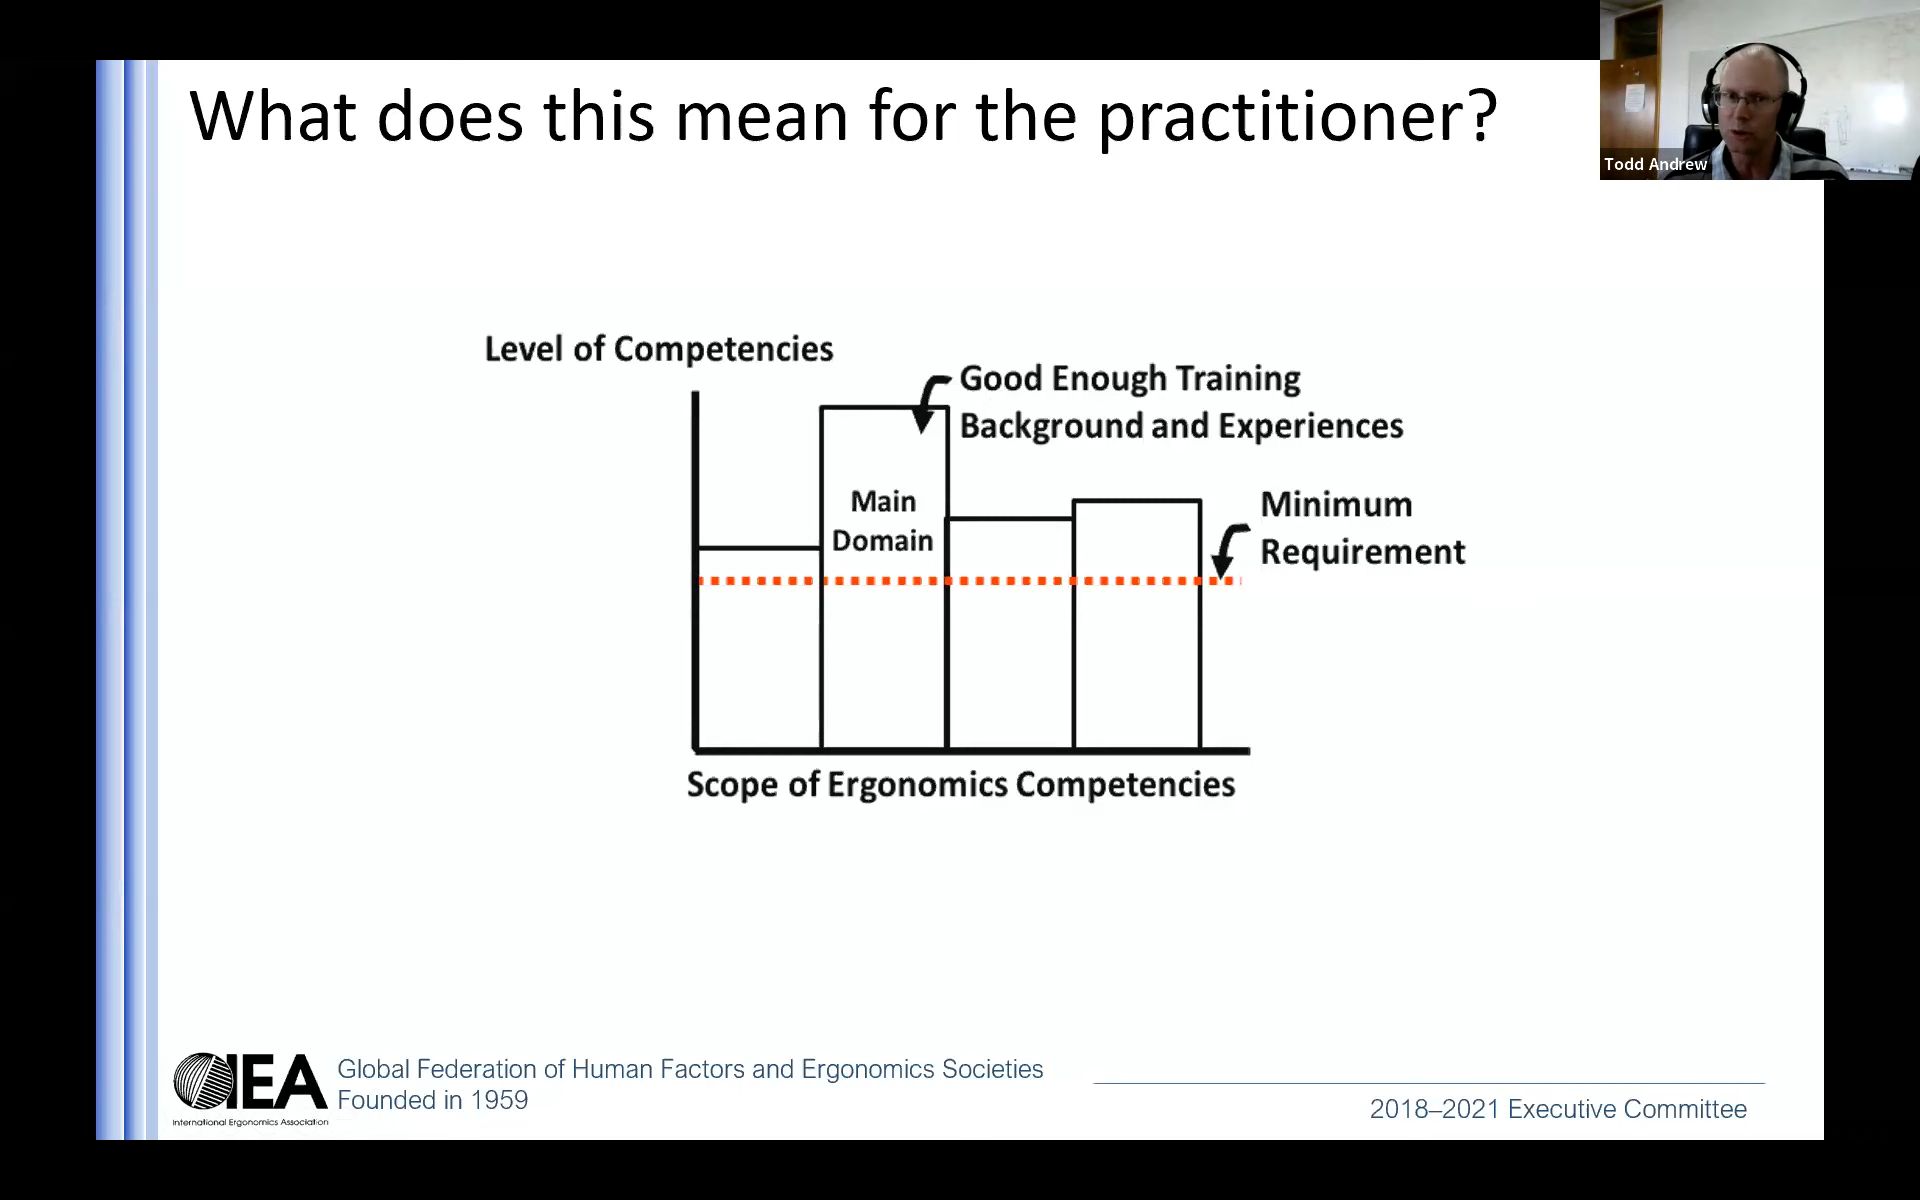 What does this mean for the practitioner?
Todd Andrew
Level of Competencies
Good Enough Training
Background and Experiences
Main
Domain
Minimum
Requirement
Scope of Ergonomics Competencies
IEA
International Ergonomics Association
Global Federation of Human Factors and Ergonomics Societies
Founded in 1959
2018–2021 Executive Committee